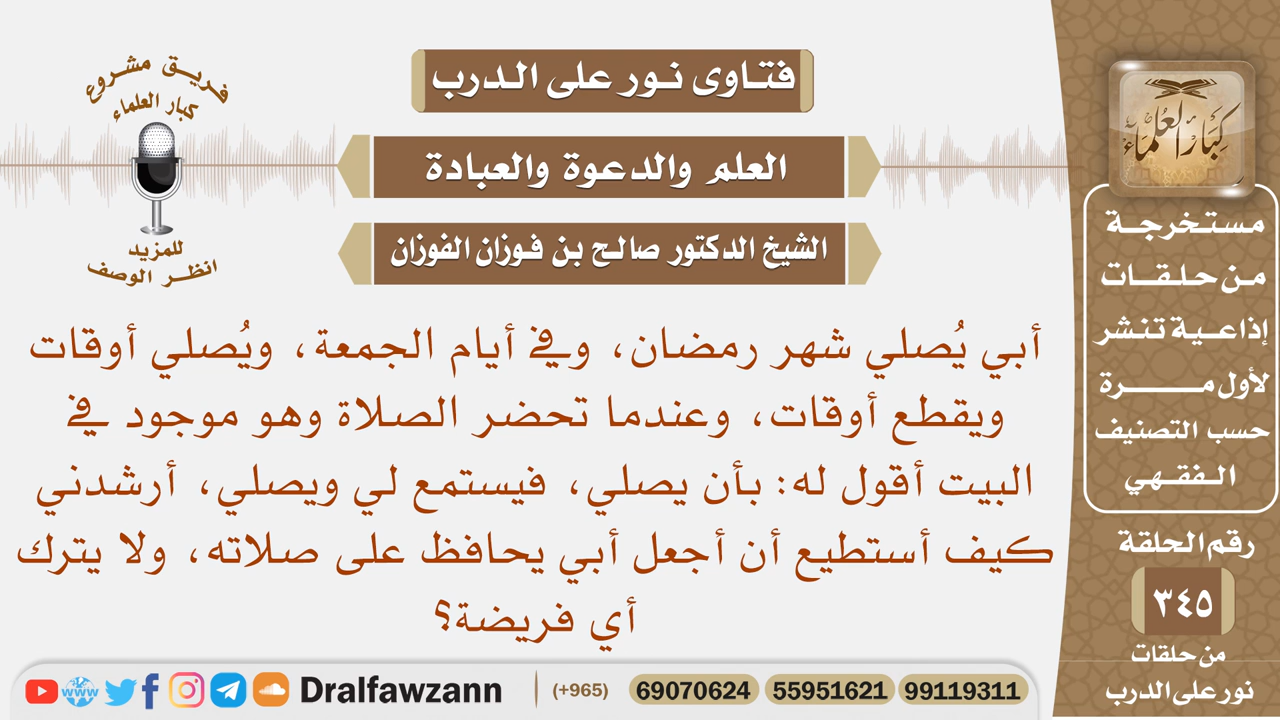 فتاوى نور على الدرب
العلم والدعوة والعبادة
الشيخ الدكتور صالح بن فوزان الفوزان
فريق مشروع
كبار العلماء
للمزيد
انظر الوصف
أبي يُصلي شهر رمضان، وفي أيام الجمعة، ويُصلي أوقات
ويقطع أوقات، وعندما تحضر الصلاة وهو موجود في
البيت أقول له: بأن يصلي، فيستمع لي ويصلي، أرشدني
كيف أستطيع أن أجعل أبي يحافظ على صلاته، ولا يترك
أي فريضة؟
كِبَارُ العُلَمَاء
مستخرجة
من حلقات
إذاعية تنشر
لأول مرة
حسب التصنيف
الفقهي
رقم الحلقة
٣٤٥
من حلقات
نور على الدرب
www
Dralfawzann
(+965)
69070624
55951621
99119311